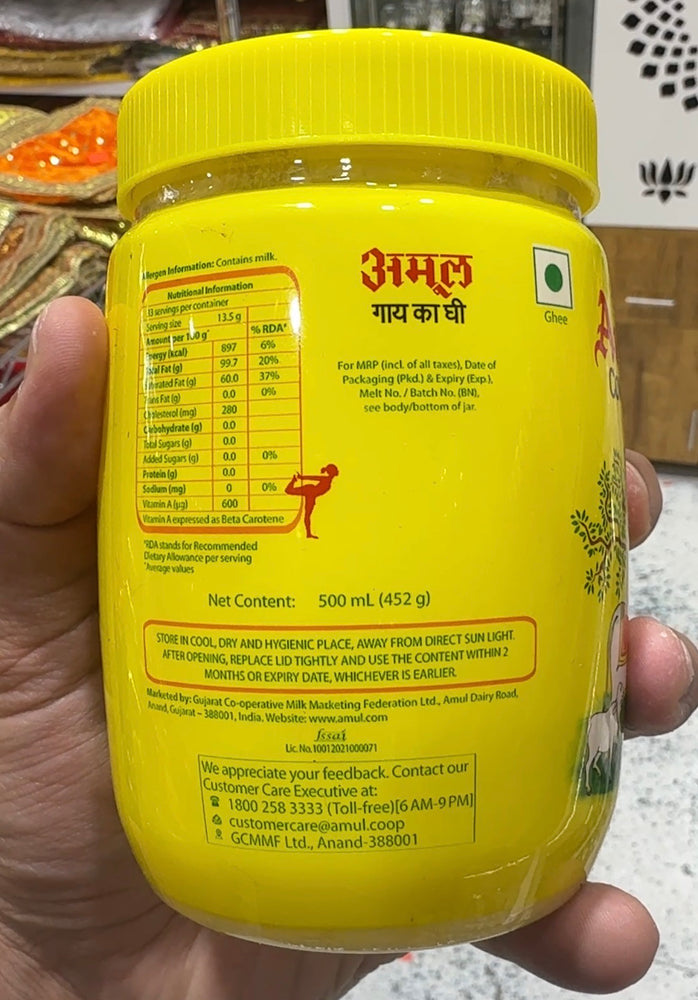 Allergen Information: Contains milk.
Nutritional Information
33 servings per container
Serving size 13.5 g
Amount per 100 g* % RDA#
Energy (kcal) 897 6%
Total Fat (g) 99.7 20%
Saturated Fat (g) 60.0 37%
Trans Fat (g) 0.0 0%
Cholesterol (mg) 280
Carbohydrate (g) 0.0
Total Sugars (g) 0.0
Added Sugars (g) 0.0 0%
Protein (g) 0.0
Sodium (mg) 0 0%
Vitamin A (µg) 600
Vitamin A expressed as Beta Carotene
#RDA stands for Recommended
Dietary Allowance per serving
*Average values
अमूल
गाय का घी
Ghee
For MRP (incl. of all taxes), Date of
Packaging (Pkd.) & Expiry (Exp.),
Melt No. / Batch No. (BN),
see body/bottom of jar.
Net Content: 500 mL (452 g)
STORE IN COOL, DRY AND HYGIENIC PLACE, AWAY FROM DIRECT SUN LIGHT.
AFTER OPENING, REPLACE LID TIGHTLY AND USE THE CONTENT WITHIN 2
MONTHS OR EXPIRY DATE, WHICHEVER IS EARLIER.
Marketed by: Gujarat Co-operative Milk Marketing Federation Ltd., Amul Dairy Road,
Anand, Gujarat – 388001, India. Website: www.amul.com
fssai
Lic. No. 10012021000071
We appreciate your feedback. Contact our
Customer Care Executive at:
1800 258 3333 (Toll-free)[6 AM-9 PM]
customercare@amul.coop
GCMMF Ltd., Anand-388001